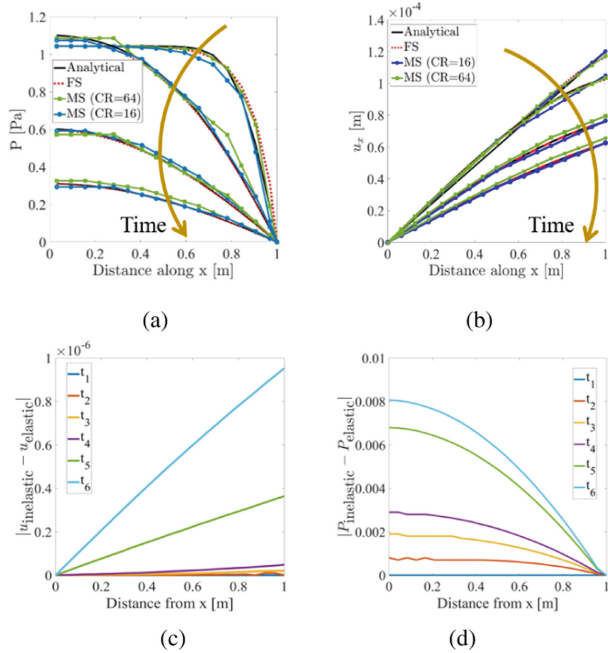 1.2
1
0.8
0.6
0.4
0.2
0
P [Pa]
Analytical
FS
MS (CR=64)
MS (CR=16)
Time
0 0.2 0.4 0.6 0.8 1
Distance along x [m]
(a)
×10⁻⁴
1.2
1
0.8
0.6
0.4
0.2
0
uₓ [m]
Analytical
FS
MS (CR=16)
MS (CR=64)
Time
0 0.2 0.4 0.6 0.8 1
Distance along x [m]
(b)
×10⁻⁶
1
0.8
0.6
0.4
0.2
0
|u_inelastic − u_elastic|
t₁
t₂
t₃
t₄
t₅
t₆
0 0.2 0.4 0.6 0.8 1
Distance from x [m]
(c)
0.01
0.008
0.006
0.004
0.002
0
|P_inelastic − P_elastic|
t₁
t₂
t₃
t₄
t₅
t₆
0 0.2 0.4 0.6 0.8 1
Distance from x [m]
(d)